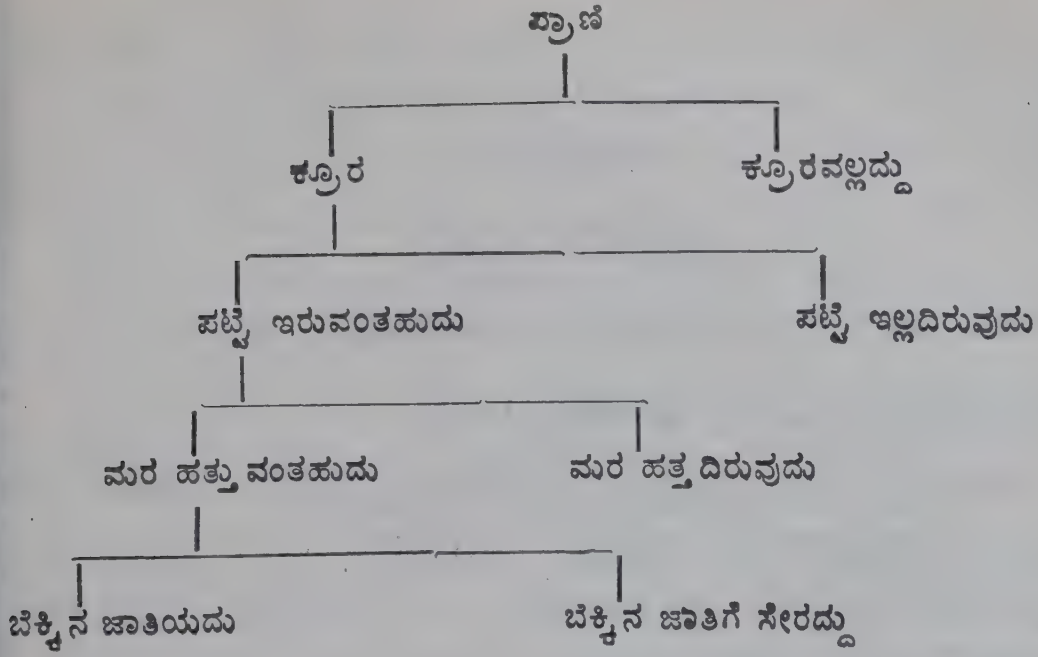 ಪ್ರಾಣಿ
ಕ್ರೂರ ಕ್ರೂರವಲ್ಲದ್ದು
ಪಟ್ಟೆ ಇರುವಂತಹುದು ಪಟ್ಟೆ ಇಲ್ಲದಿರುವುದು
ಮರ ಹತ್ತುವಂತಹುದು ಮರ ಹತ್ತದಿರುವುದು
ಬೆಕ್ಕಿನ ಜಾತಿಯದು ಬೆಕ್ಕಿನ ಜಾತಿಗೆ ಸೇರದ್ದು